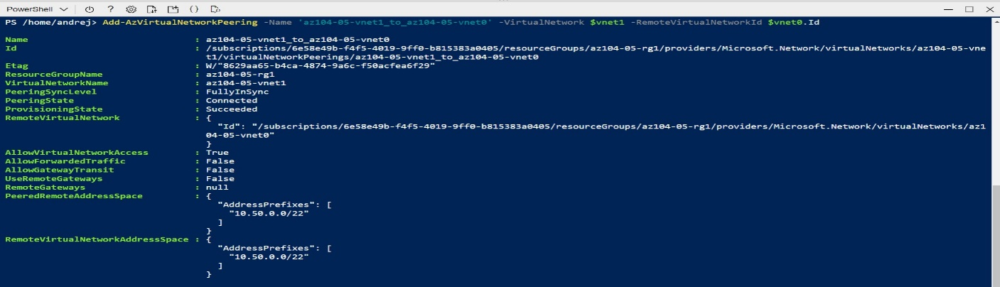 PowerShell
PS /home/andrej> Add-AzVirtualNetworkPeering -Name 'az104-05-vnet1_to_az104-05-vnet0' -VirtualNetwork $vnet1 -RemoteVirtualNetworkId $vnet0.Id
Name : az104-05-vnet1_to_az104-05-vnet0
Id : /subscriptions/6e58e49b-f4f5-4019-9ff0-b815383a0405/resourceGroups/az104-05-rg1/providers/Microsoft.Network/virtualNetworks/az104-05-vne
t1/virtualNetworkPeerings/az104-05-vnet1_to_az104-05-vnet0
Etag : W/"8629aa65-b4ca-4874-9a6c-f50acfea6f29"
ResourceGroupName : az104-05-rg1
VirtualNetworkName : az104-05-vnet1
PeeringSyncLevel : FullyInSync
PeeringState : Connected
ProvisioningState : Succeeded
RemoteVirtualNetwork : {
"Id": "/subscriptions/6e58e49b-f4f5-4019-9ff0-b815383a0405/resourceGroups/az104-05-rg1/providers/Microsoft.Network/virtualNetworks/az1
04-05-vnet0"
}
AllowVirtualNetworkAccess : True
AllowForwardedTraffic : False
AllowGatewayTransit : False
UseRemoteGateways : False
RemoteGateways : null
PeeredRemoteAddressSpace : {
"AddressPrefixes": [
"10.50.0.0/22"
]
}
RemoteVirtualNetworkAddressSpace : {
"AddressPrefixes": [
"10.50.0.0/22"
]
}